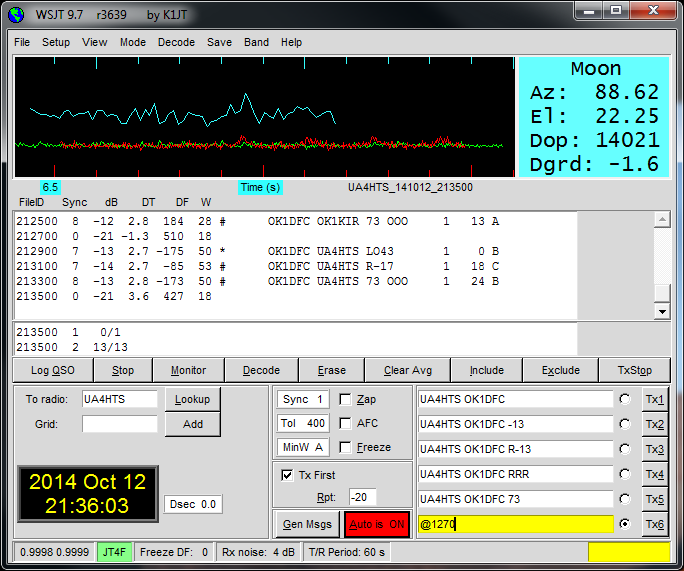 WSJT 9.7 r3639 by K1JT
File Setup View Mode Decode Save Band Help
Moon
Az: 88.62
El: 22.25
Dop: 14021
Dgrd: -1.6
6.5 Time (s) UA4HTS_141012_213500
FileID Sync dB DT DF W
212500 8 -12 2.8 184 28 # OK1DFC OK1KIR 73 OOO 1 13 A
212700 0 -21 -1.3 510 18
212900 7 -13 2.7 -175 50 * OK1DFC UA4HTS LO43 1 0 B
213100 7 -14 2.7 -85 53 # OK1DFC UA4HTS R-17 1 18 C
213300 8 -13 2.8 -173 50 # OK1DFC UA4HTS 73 OOO 1 24 B
213500 0 -21 3.6 427 18
213500 1 0/1
213500 2 13/13
Log QSO Stop Monitor Decode Erase Clear Avg Include Exclude TxStop
To radio: UA4HTS Lookup
Grid: Add
2014 Oct 12
21:36:03
Dsec 0.0
Sync 1 Zap
Tol 400 AFC
MinW A Freeze
Tx First
Rpt: -20
Gen Msgs Auto is ON
UA4HTS OK1DFC Tx1
UA4HTS OK1DFC -13 Tx2
UA4HTS OK1DFC R-13 Tx3
UA4HTS OK1DFC RRR Tx4
UA4HTS OK1DFC 73 Tx5
@1270 Tx6
0.9998 0.9999 JT4F Freeze DF: 0 Rx noise: 4 dB T/R Period: 60 s